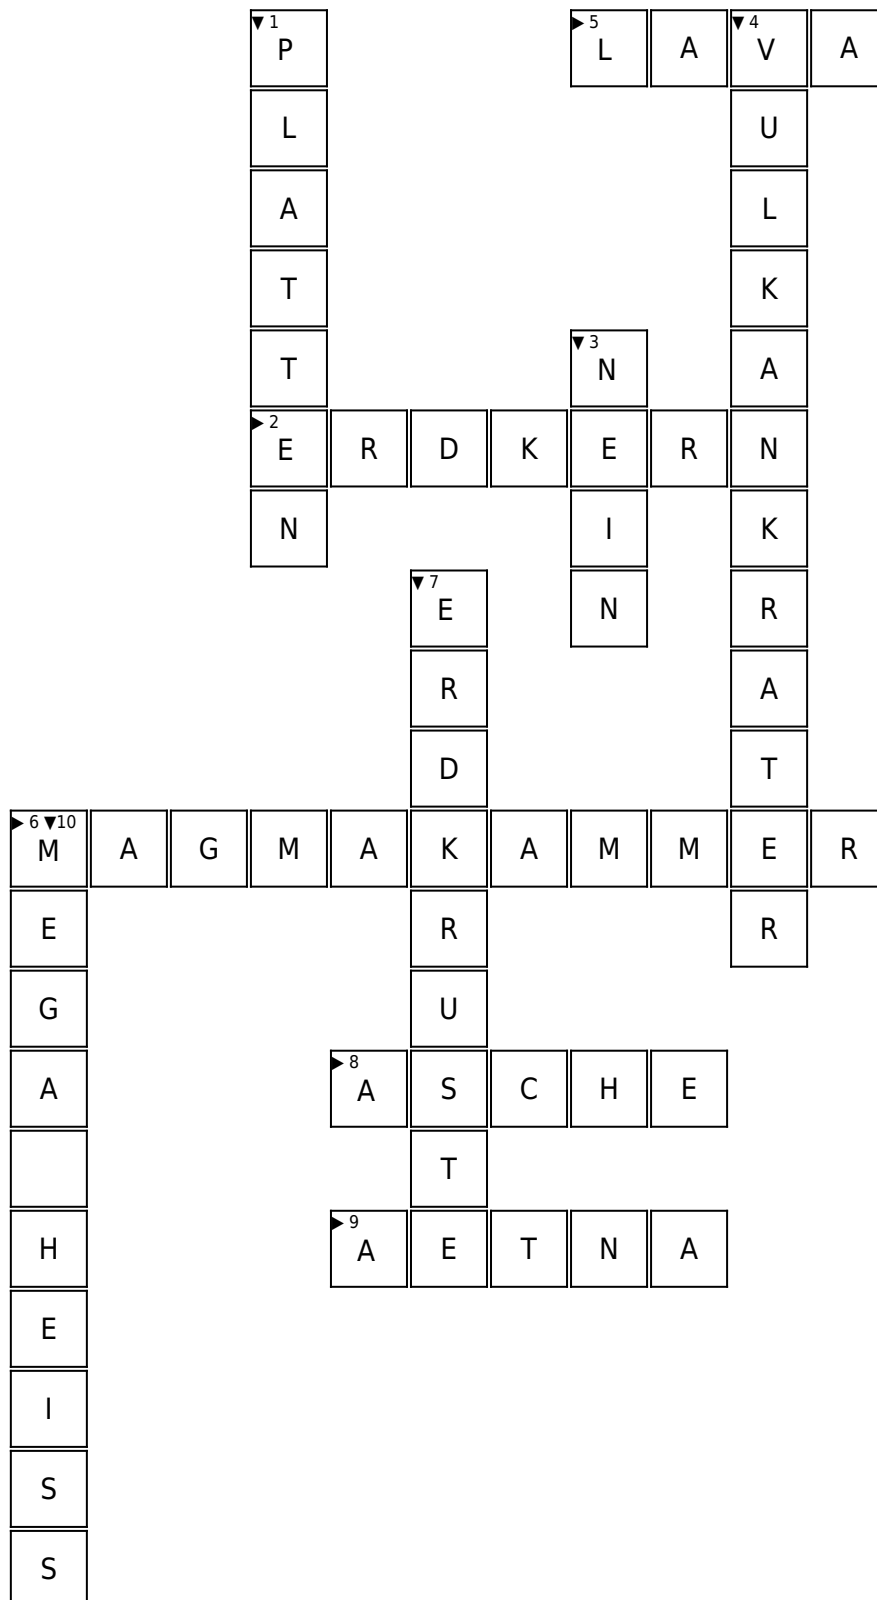 ▼ 1 P ▶ 5 L A ▼ 4 V A
L U
A L
T K
T ▼ 3 N A
▶ 2 E R D K E R N
N I K
▼ 7 E N R
R A
D T
▶ 6 ▼10 M A G M A K A M M E R
E R R
G U
A ▶ 8 A S C H E
T
H ▶ 9 A E T N A
E
I
S
S